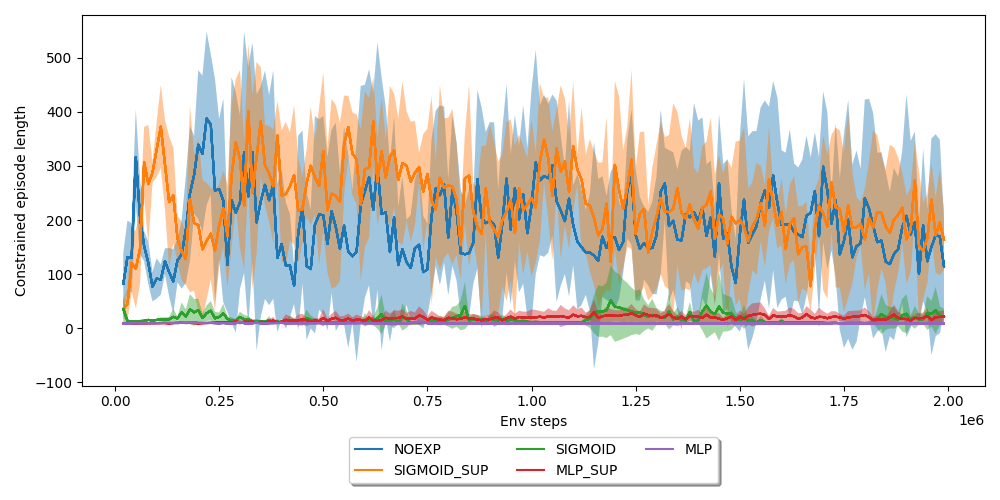 Constrained episode length
500
400
300
200
100
0
−100
0.00 0.25 0.50 0.75 1.00 1.25 1.50 1.75 2.00
1e6
Env steps
NOEXP SIGMOID MLP
SIGMOID_SUP MLP_SUP